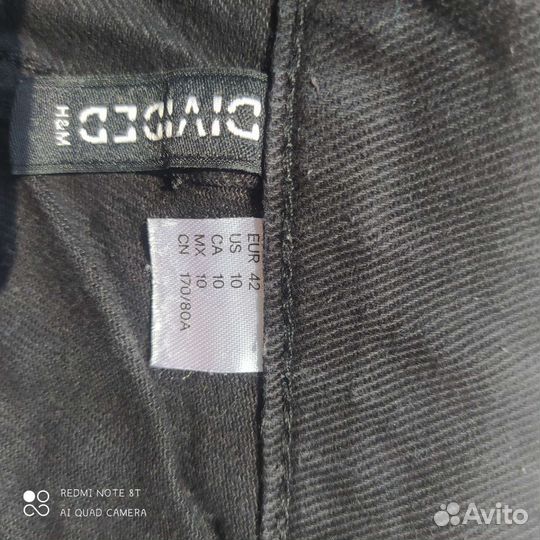 DIVIDED
H&M
EUR 42
US 10
CA 10
MX 10
CN 170/80A
REDMI NOTE 8T
AI QUAD CAMERA
Avito